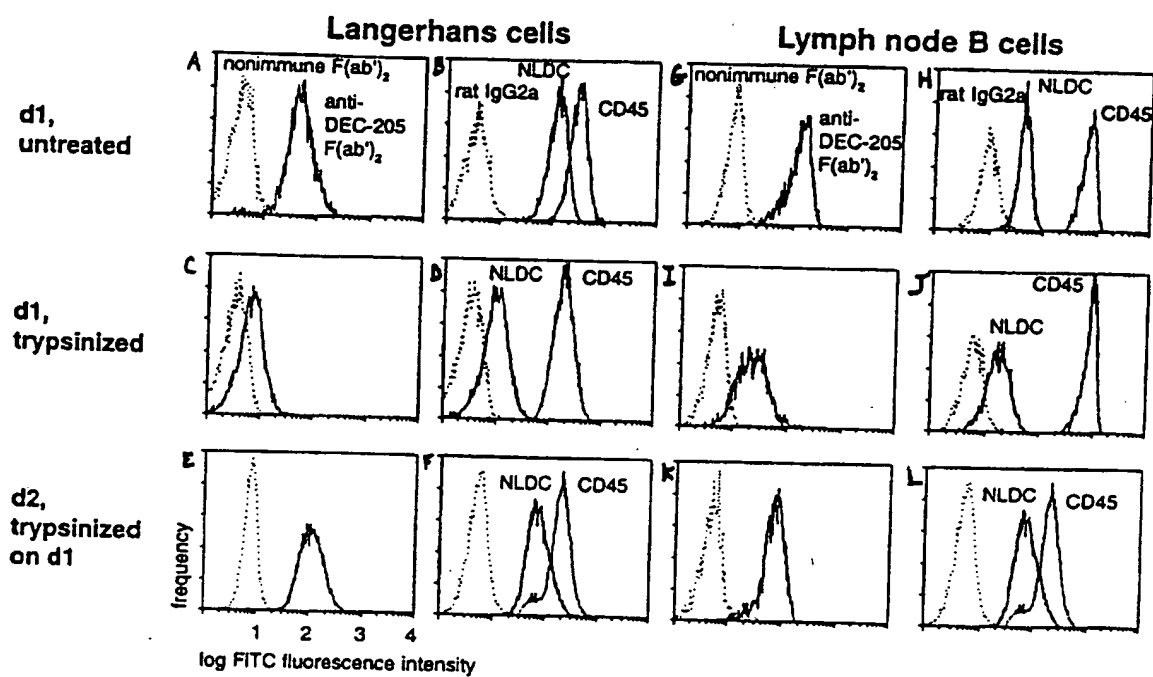 Langerhans cells
Lymph node B cells
A
nonimmune F(ab')₂
anti-
DEC-205
F(ab')₂
B
NLDC
rat IgG2a
CD45
G
nonimmune F(ab')₂
anti-
DEC-205
F(ab')₂
H
rat IgG2a
NLDC
CD45
d1,
untreated
C
D
NLDC
CD45
I
J
CD45
NLDC
d1,
trypsinized
E
F
NLDC
CD45
K
L
NLDC
CD45
d2,
trypsinized
on d1
frequency
1 2 3 4
log FITC fluorescence intensity